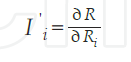 I'ᵢ = ∂R / ∂Rᵢ